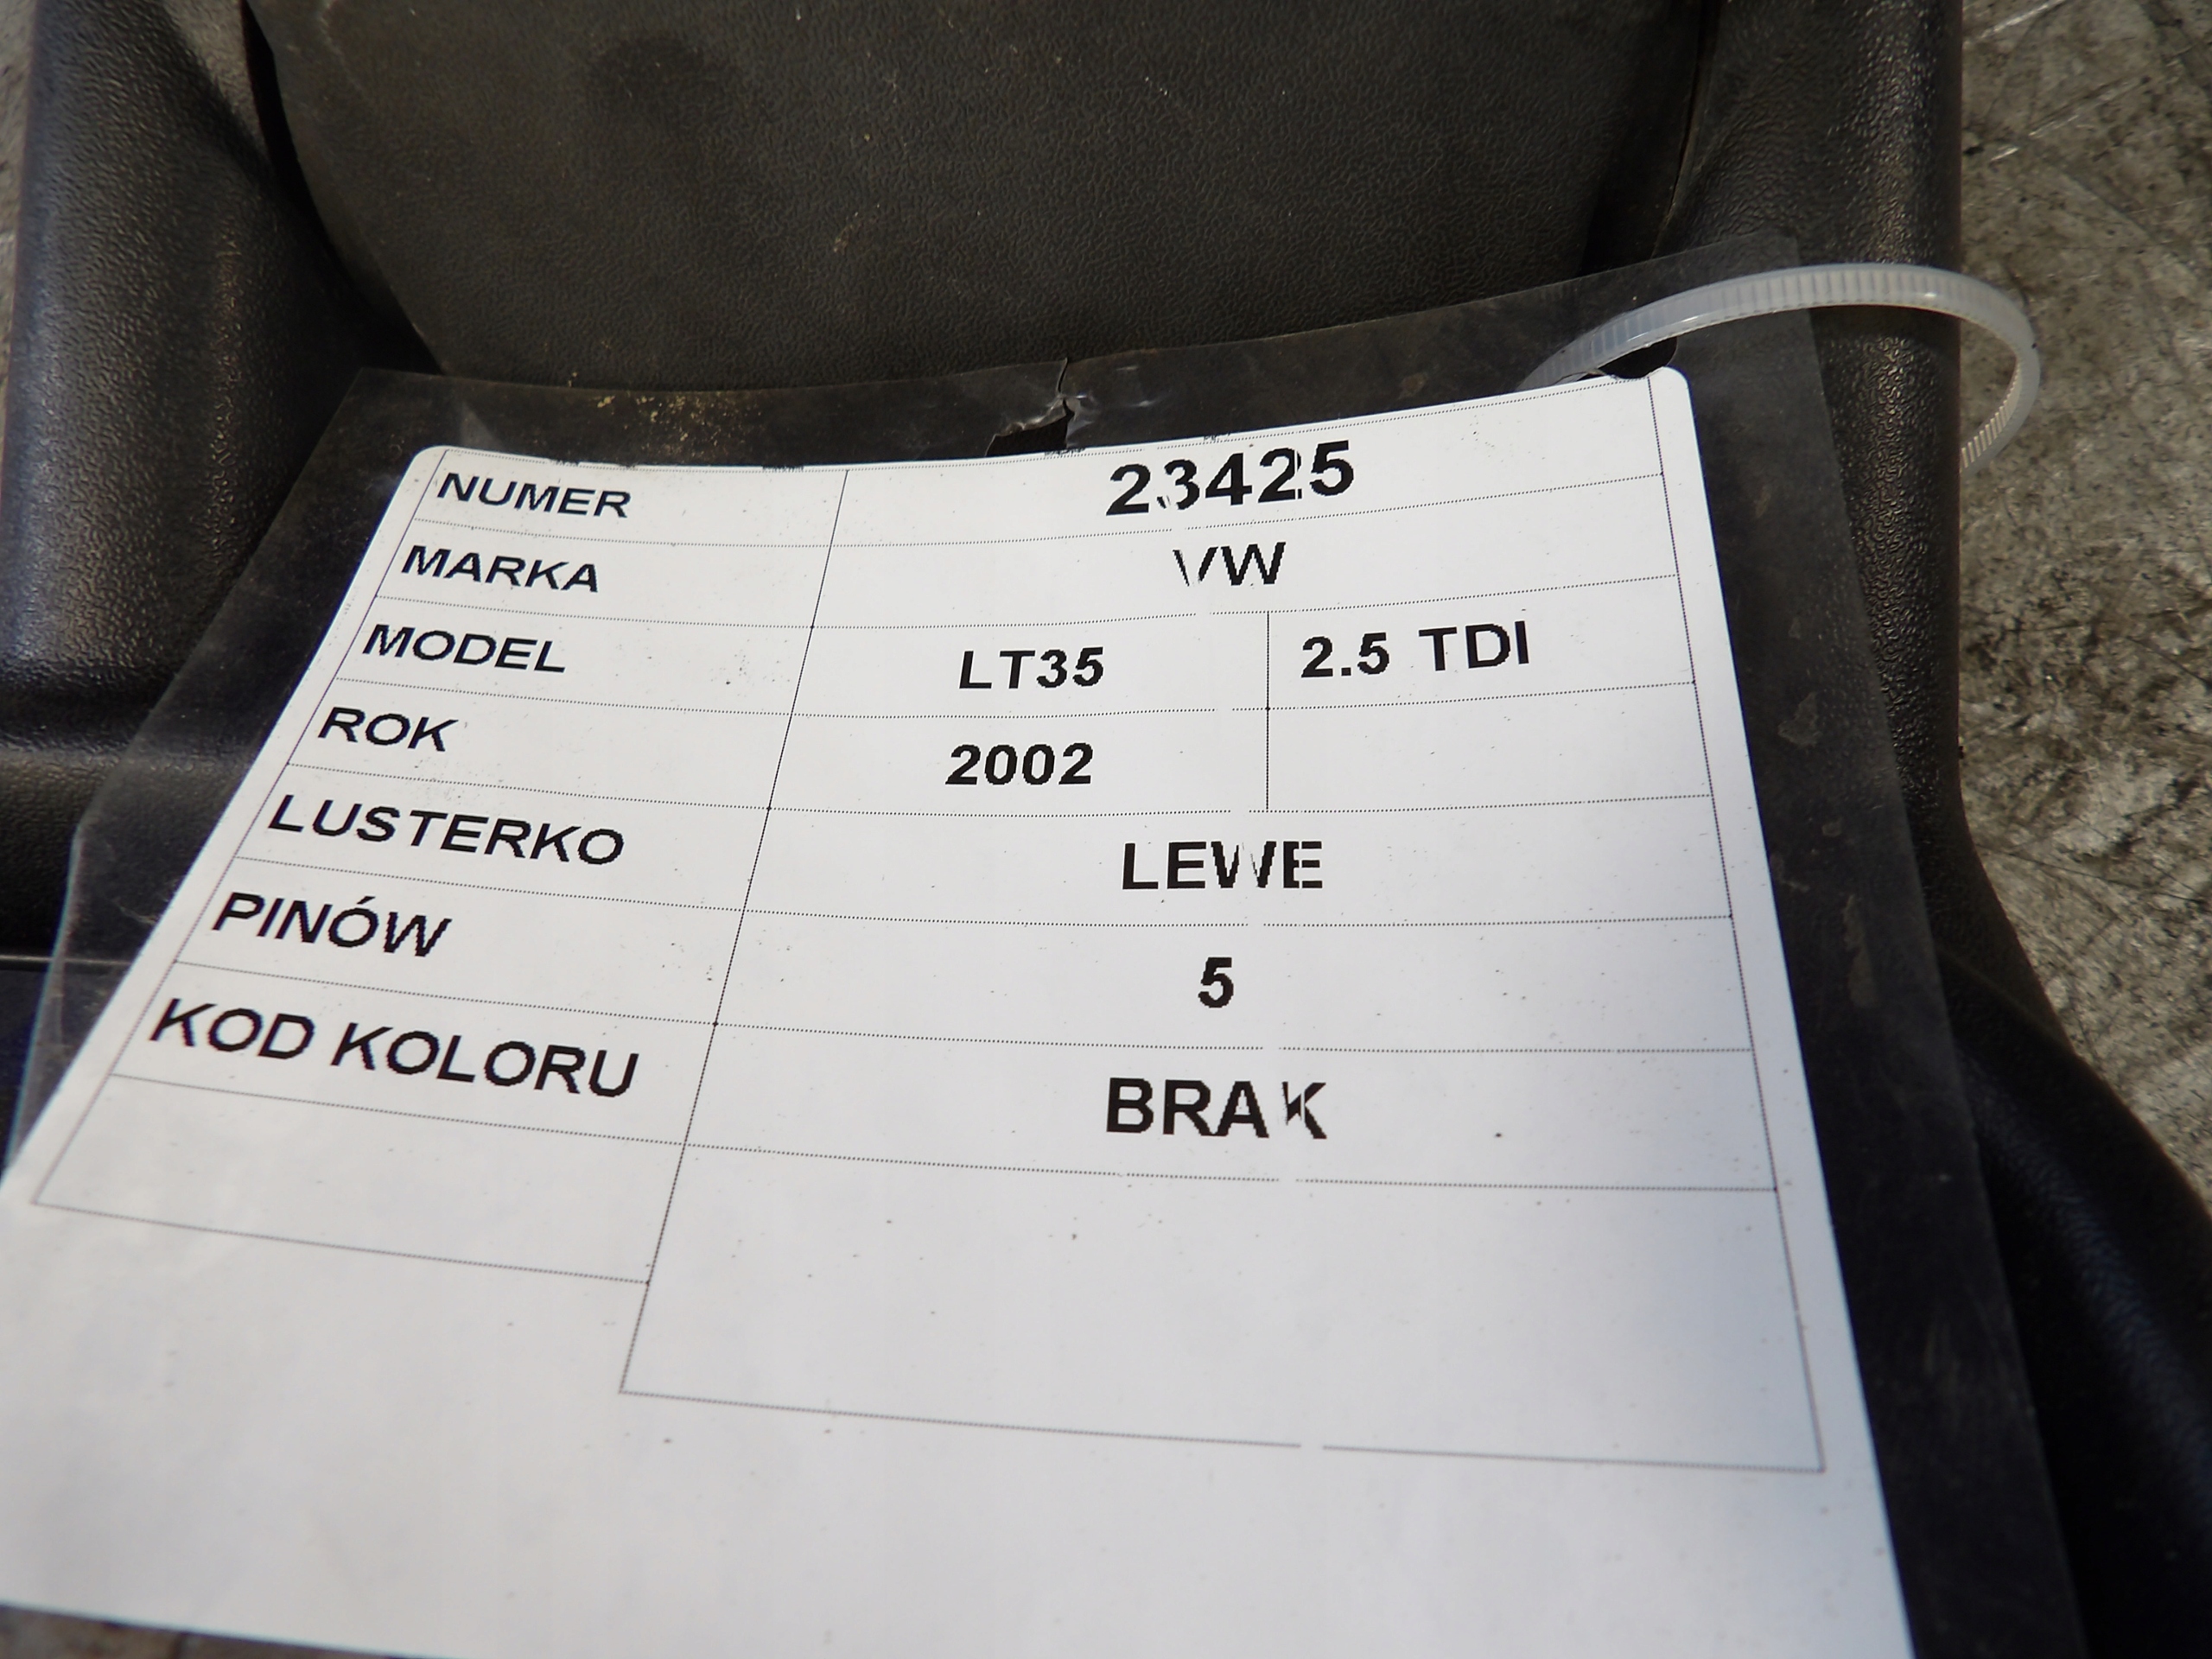 NUMER 23425
MARKA VW
MODEL LT35 2.5 TDI
ROK 2002
LUSTERKO LEWE
PINÓW 5
KOD KOLORU BRAK